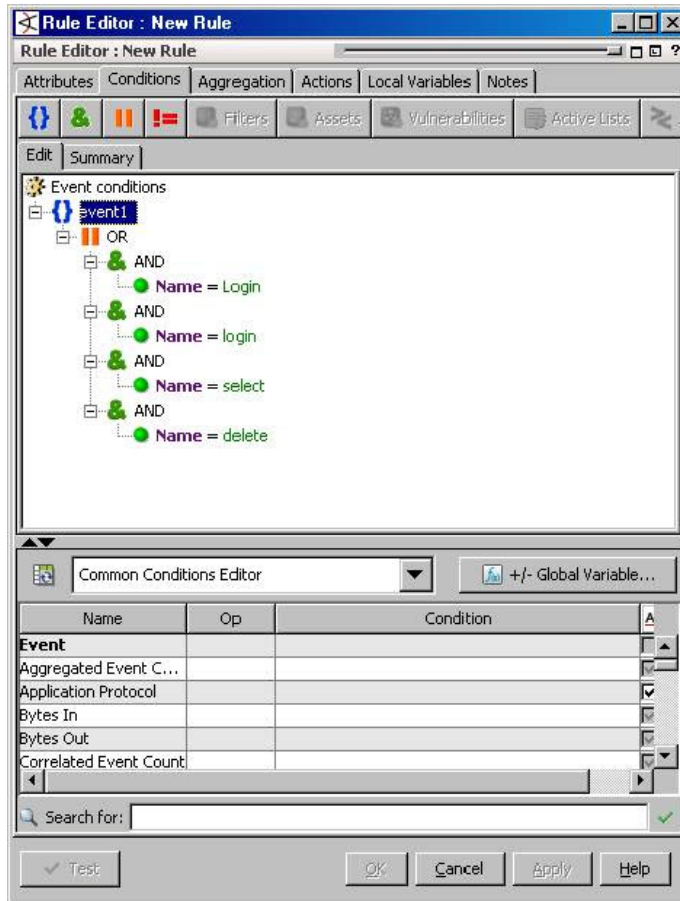 Rule Editor : New Rule
Rule Editor : New Rule ?
Attributes Conditions Aggregation Actions Local Variables Notes
{} & != Filters Assets Vulnerabilities Active Lists
Edit Summary
Event conditions
{} event1
OR
& AND
Name = Login
& AND
Name = login
& AND
Name = select
& AND
Name = delete
Common Conditions Editor +/- Global Variable...
Name Op Condition A
Event
Aggregated Event C...
Application Protocol
Bytes In
Bytes Out
Correlated Event Count
Search for:
Test OK Cancel Apply Help